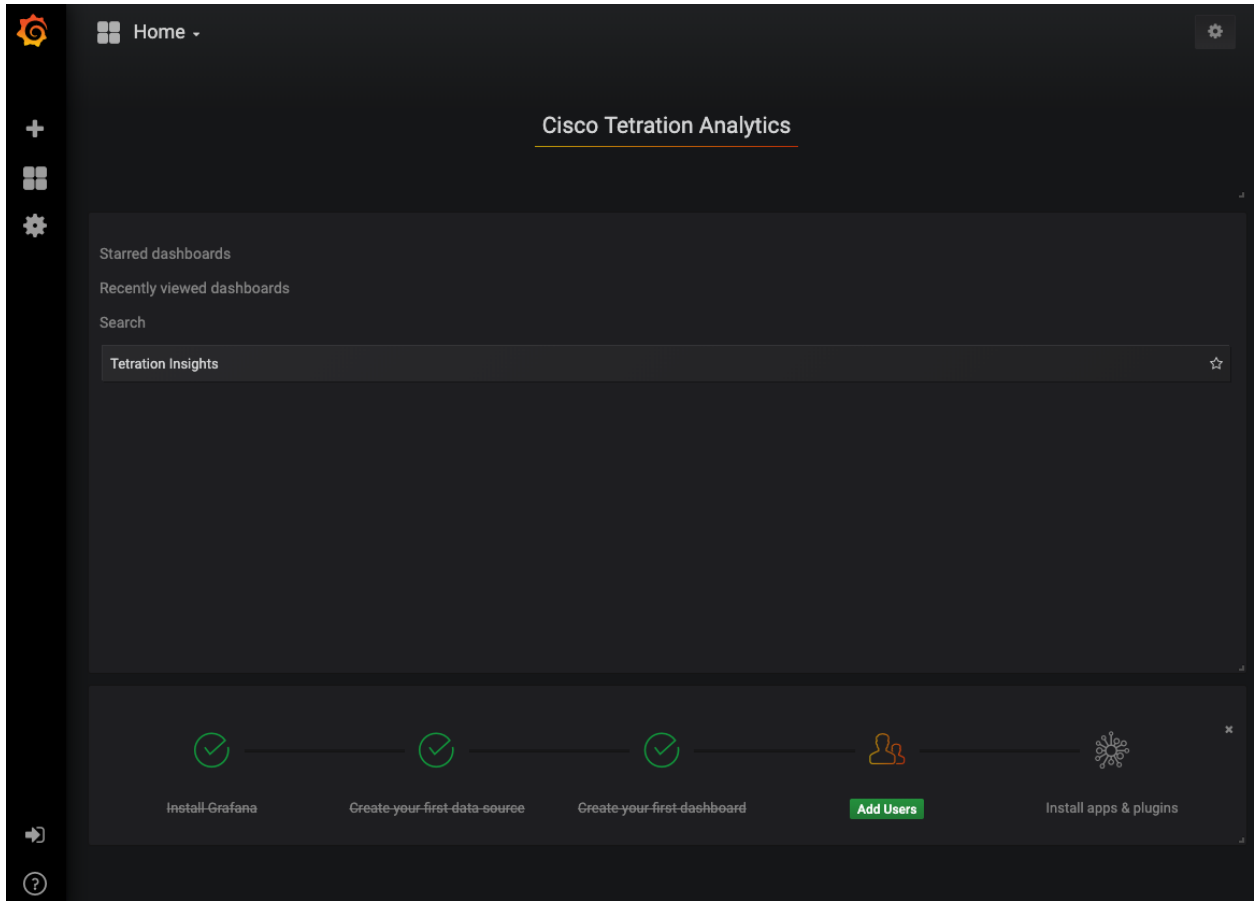 Home
Cisco Tetration Analytics
Starred dashboards
Recently viewed dashboards
Search
Tetration Insights
Install Grafana
Create your first data source
Create your first dashboard
Add Users
Install apps & plugins